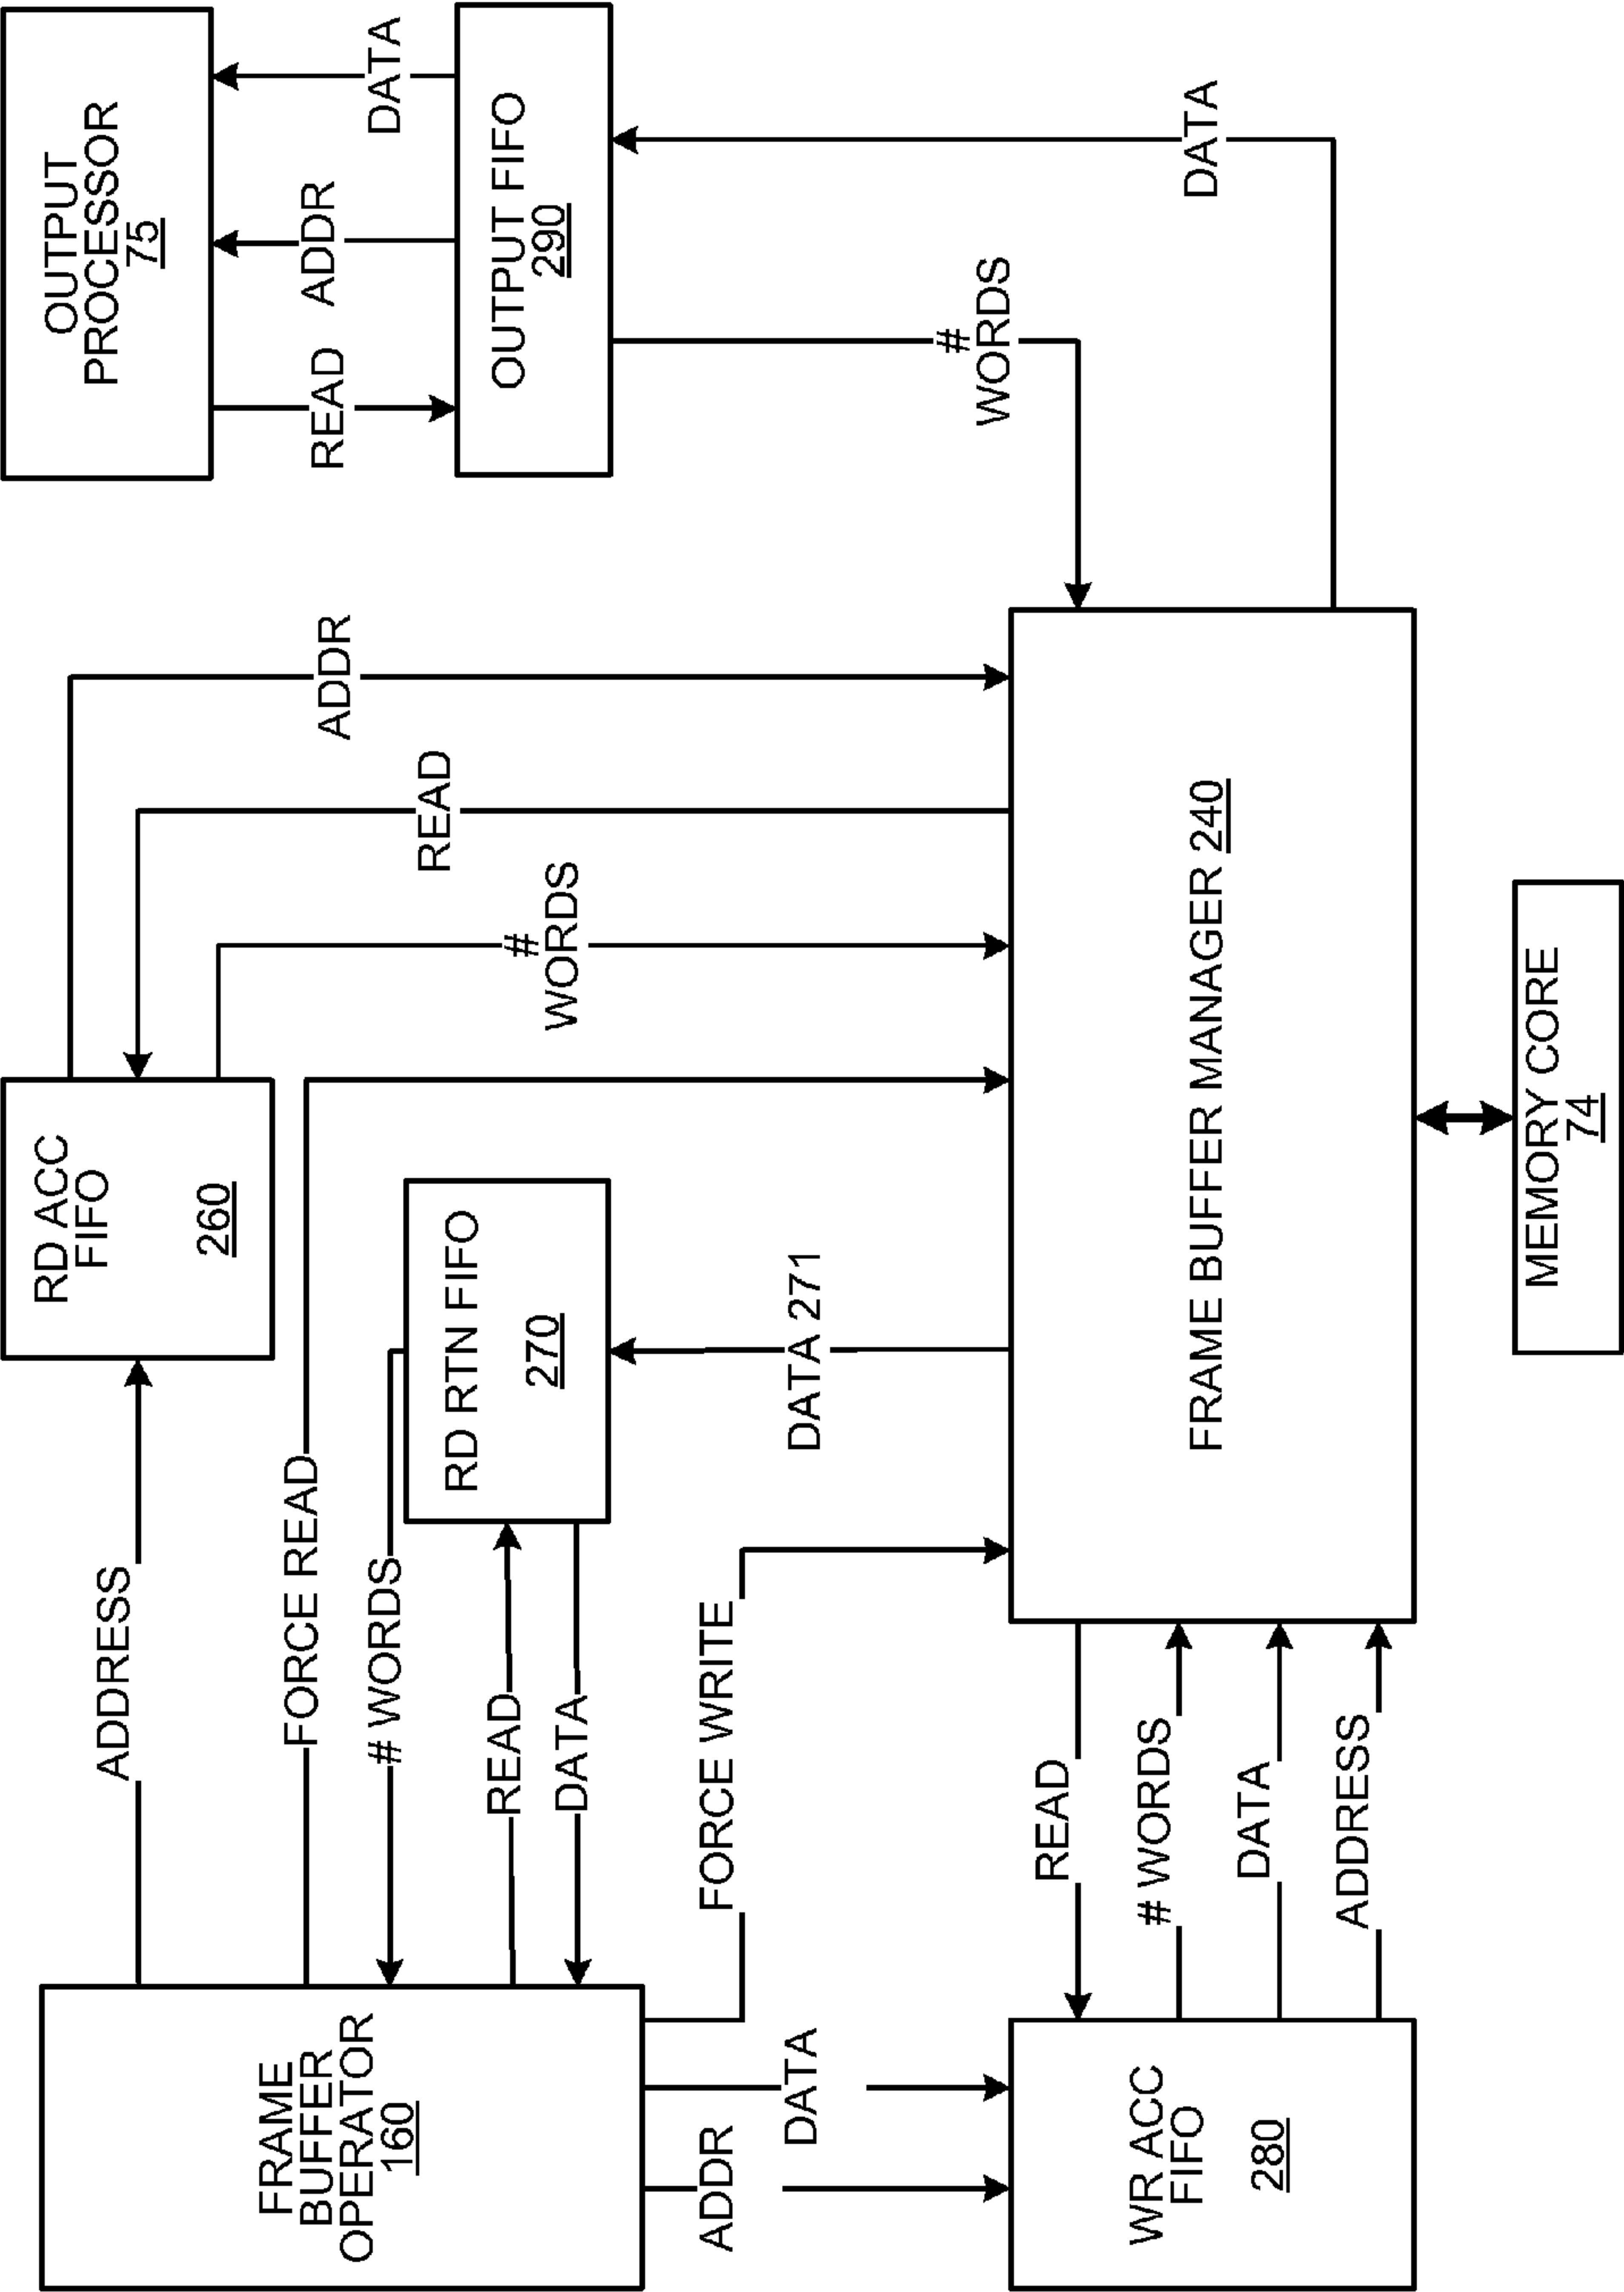 FRAME
BUFFER
OPERATOR
160
ADDRESS
FORCE READ
# WORDS
READ
DATA
RD ACC
FIFO
260
RD RTN FIFO
270
ADDR
READ
#
WORDS
OUTPUT
PROCESSOR
75
READ
ADDR
DATA
OUTPUT FIFO
290
ADDR
DATA
FORCE WRITE
DATA 271
#
WORDS
DATA
WR ACC
FIFO
280
READ
# WORDS
DATA
ADDRESS
FRAME BUFFER MANAGER 240
MEMORY CORE
74